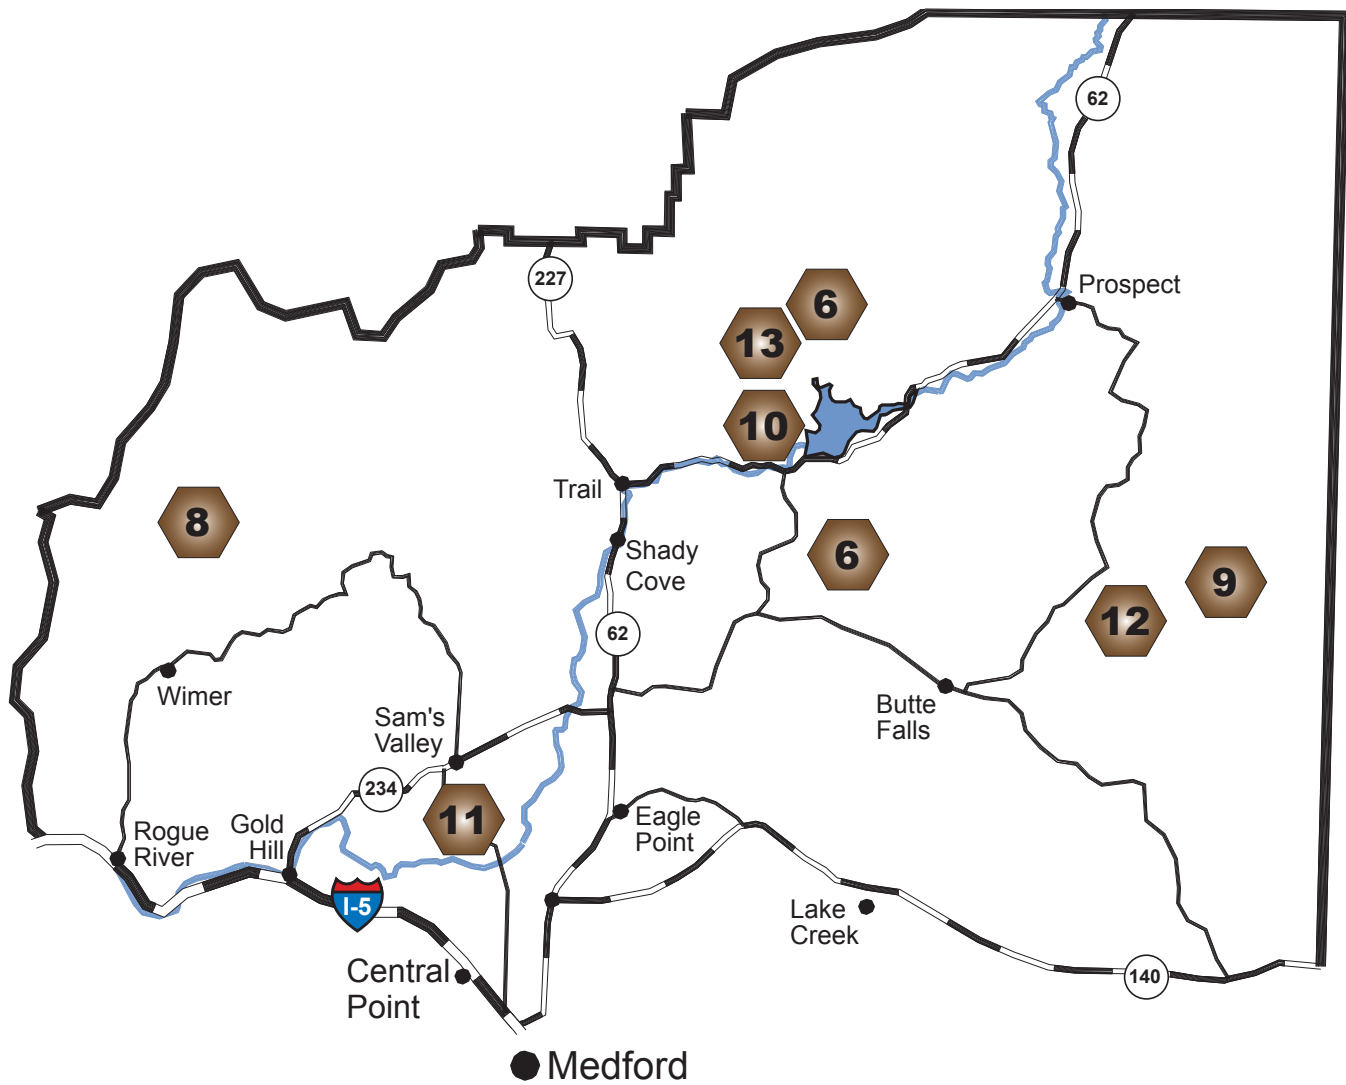 62
227
Prospect
6
13
10
Trail
8
Shady
Cove
6
9
12
62
Wimer
Butte
Falls
Sam's
Valley
234
11
Eagle
Point
Gold
Hill
Rogue
River
I-5
Lake
Creek
Central
Point
140
Medford